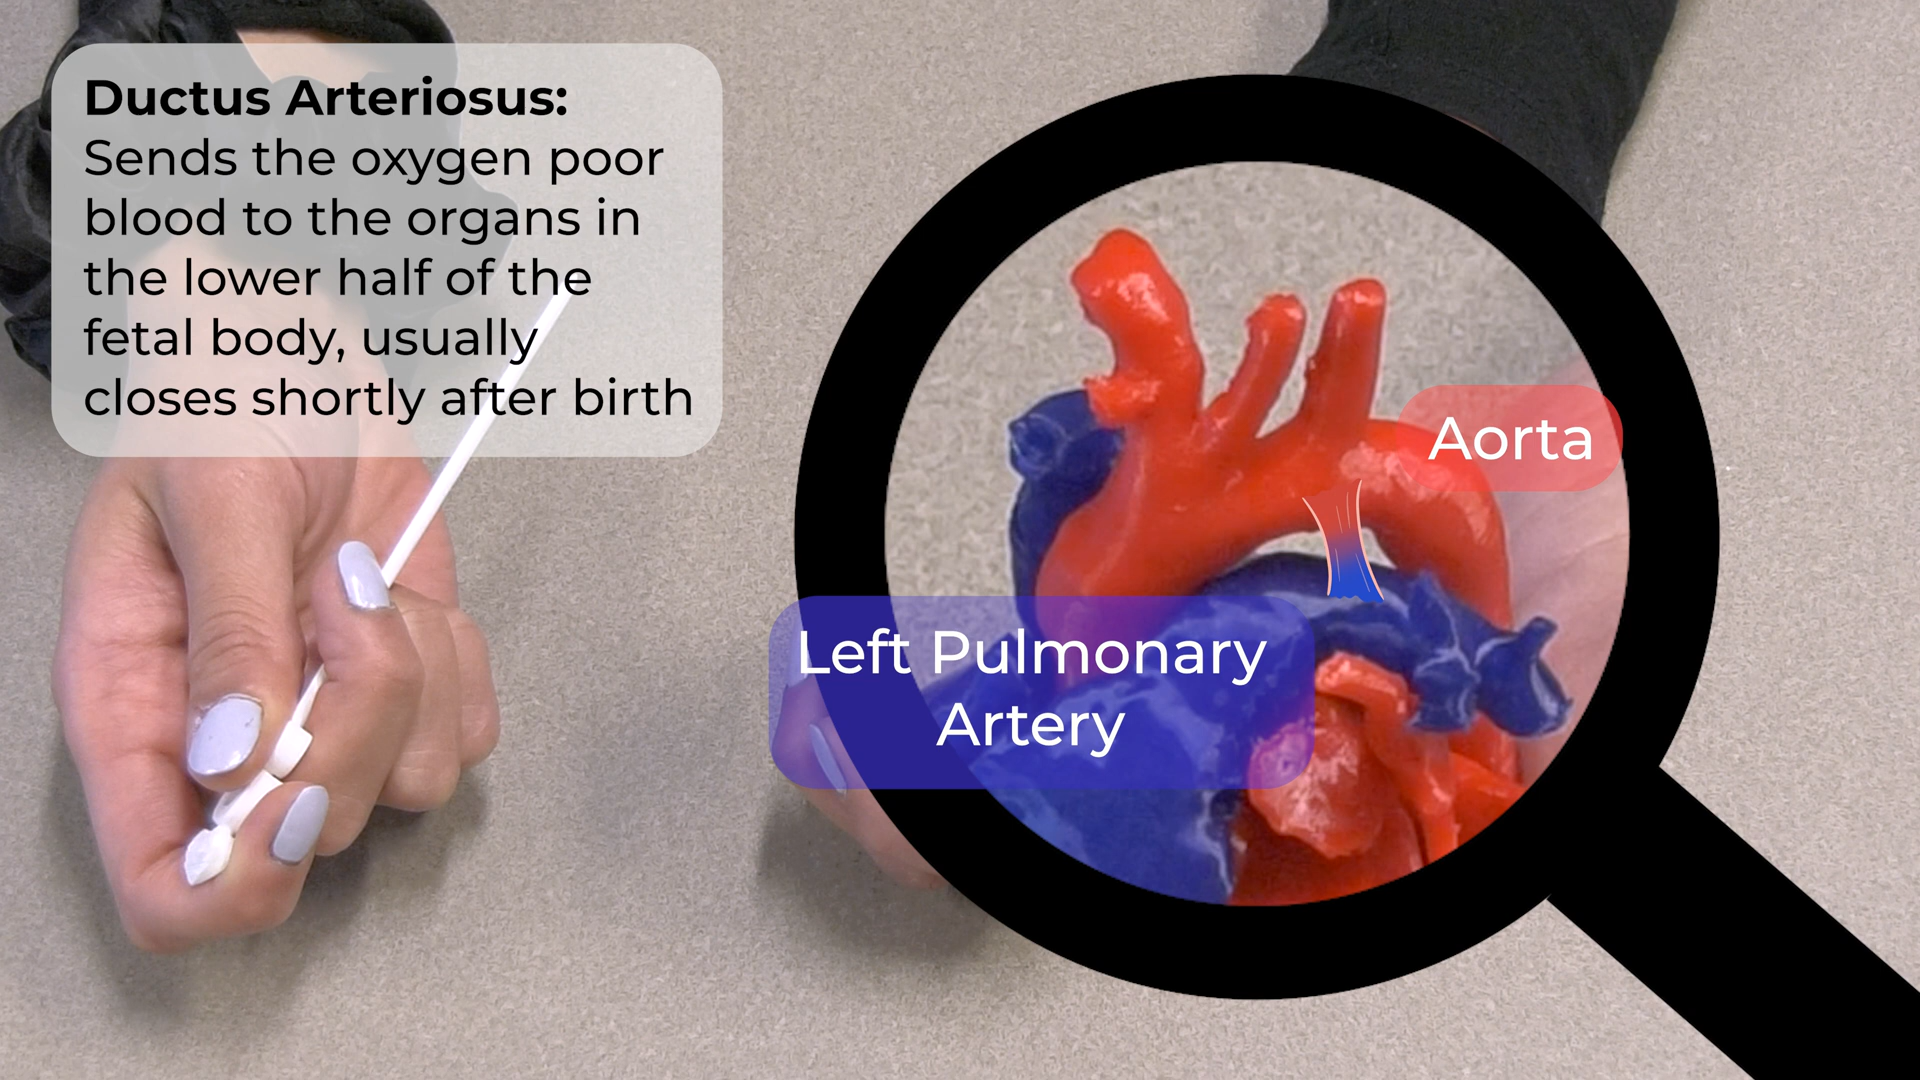 Ductus Arteriosus:
Sends the oxygen poor
blood to the organs in
the lower half of the
fetal body, usually
closes shortly after birth
Aorta
Left Pulmonary
Artery